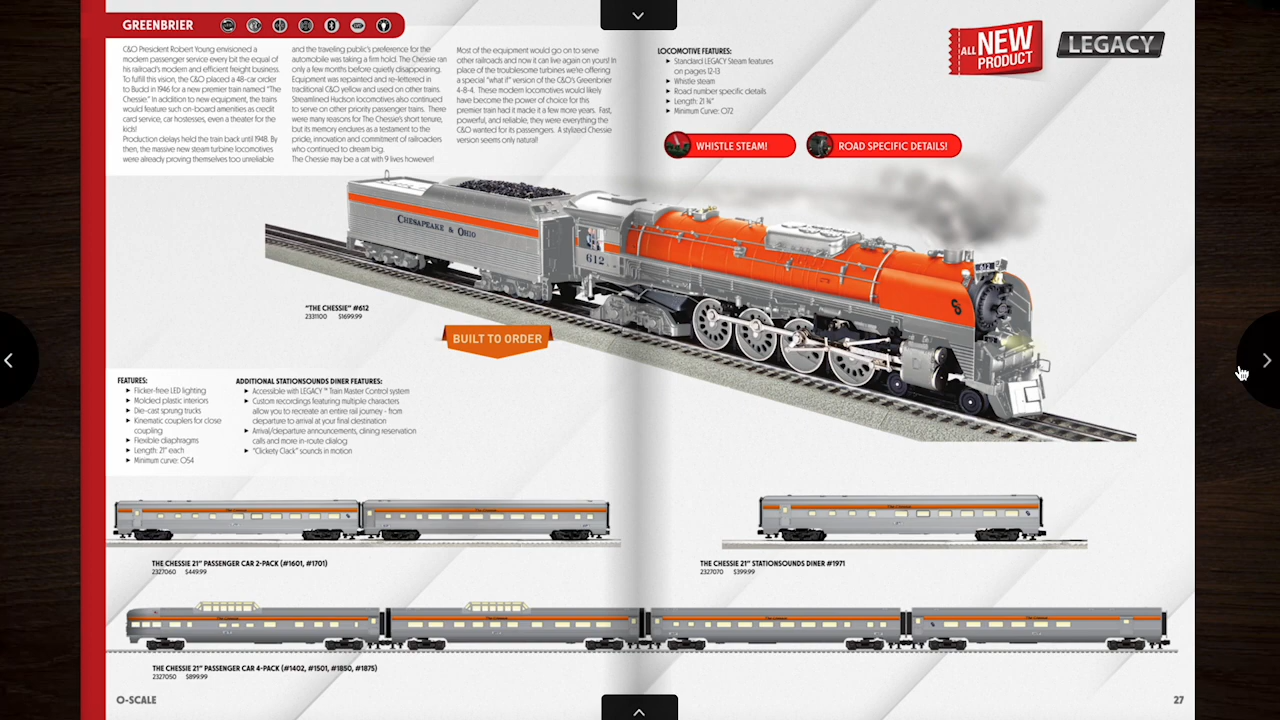 GREENBRIER
C&O President Robert Young envisioned a
modern passenger service every bit the equal of
his railroad's modern and efficient freight business.
To fulfill this vision, the C&O placed a 48-car order
to Budd in 1946 for a new premier train named "The
Chessie." In addition to new equipment, the trains
would feature such on-board amenities as credit
card service, car hostesses, even a theater for the
kids!
Production delays held the train back until 1948. By
then, the massive new steam turbine locomotives
were already proving themselves too unreliable
and the traveling public's preference for the
automobile was taking a firm hold. The Chessie ran
only a few months before quietly disappearing.
Equipment was repainted and re-lettered in
traditional C&O yellow and used on other trains.
Streamlined Hudson locomotives also continued
to serve on other priority passenger trains. There
were many reasons for The Chessie's short tenure,
but its memory endures as a testament to the
pride, innovation and commitment of railroaders
who continued to dream big.
The Chessie may be a cat with 9 lives however!
Most of the equipment would go on to serve
other railroads and now it can live again on yours! In
place of the troublesome turbines we're offering
a special "what if" version of the C&O's Greenbrier
4-8-4. These modern locomotives would likely
have become the power of choice for this
premier train had it made it a few more years. Fast,
powerful, and reliable, they were everything the
C&O wanted for its passengers. A stylized Chessie
version seems only natural!
LOCOMOTIVE FEATURES:
► Standard LEGACY Steam features
on pages 12-13
► Whistle steam
► Road number specific details
► Length: 21 ¼"
► Minimum Curve: O72
ALL NEW
PRODUCT
LEGACY
WHISTLE STEAM!
ROAD SPECIFIC DETAILS!
CHESAPEAKE & OHIO
612
612
"THE CHESSIE" #612
2331100 $1699.99
BUILT TO ORDER
FEATURES:
► Flicker-free LED lighting
► Molded plastic interiors
► Die-cast sprung trucks
► Kinematic couplers for close
coupling
► Flexible diaphragms
► Length: 21" each
► Minimum curve: O54
ADDITIONAL STATIONSOUNDS DINER FEATURES:
► Accessible with LEGACY ™ Train Master Control system
► Custom recordings featuring multiple characters
allow you to recreate an entire rail journey - from
departure to arrival at your final destination
► Arrival/departure announcements, dining reservation
calls and more in-route dialog
► "Clickety Clack" sounds in motion
THE CHESSIE 21" PASSENGER CAR 2-PACK (#1601, #1701)
2327060 $449.99
THE CHESSIE 21" STATIONSOUNDS DINER #1971
2327070 $399.99
THE CHESSIE 21" PASSENGER CAR 4-PACK (#1402, #1501, #1850, #1875)
2327050 $899.99
O-SCALE
27